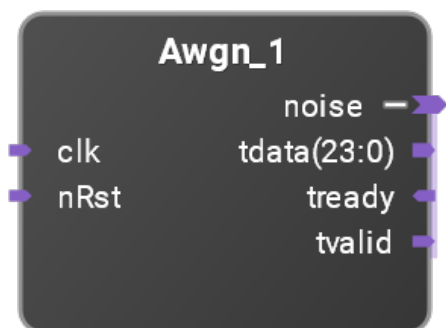 Awgn_1
noise
clk tdata(23:0)
nRst tready
tvalid